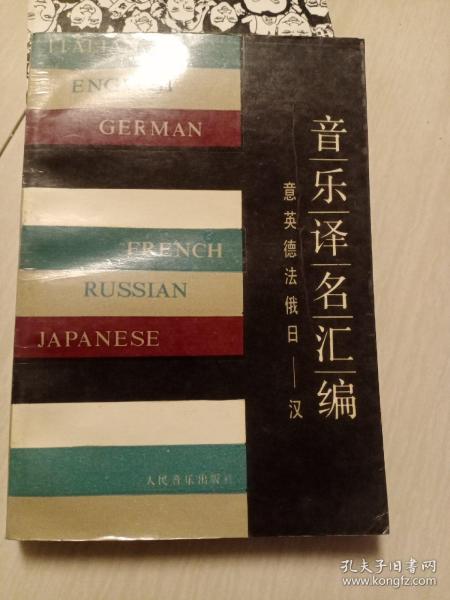 ITALIAN
ENGLISH
GERMAN
FRENCH
RUSSIAN
JAPANESE
音乐译名汇编
意英德法俄日——汉
人民音乐出版社
孔夫子旧书网
www.kongfz.com